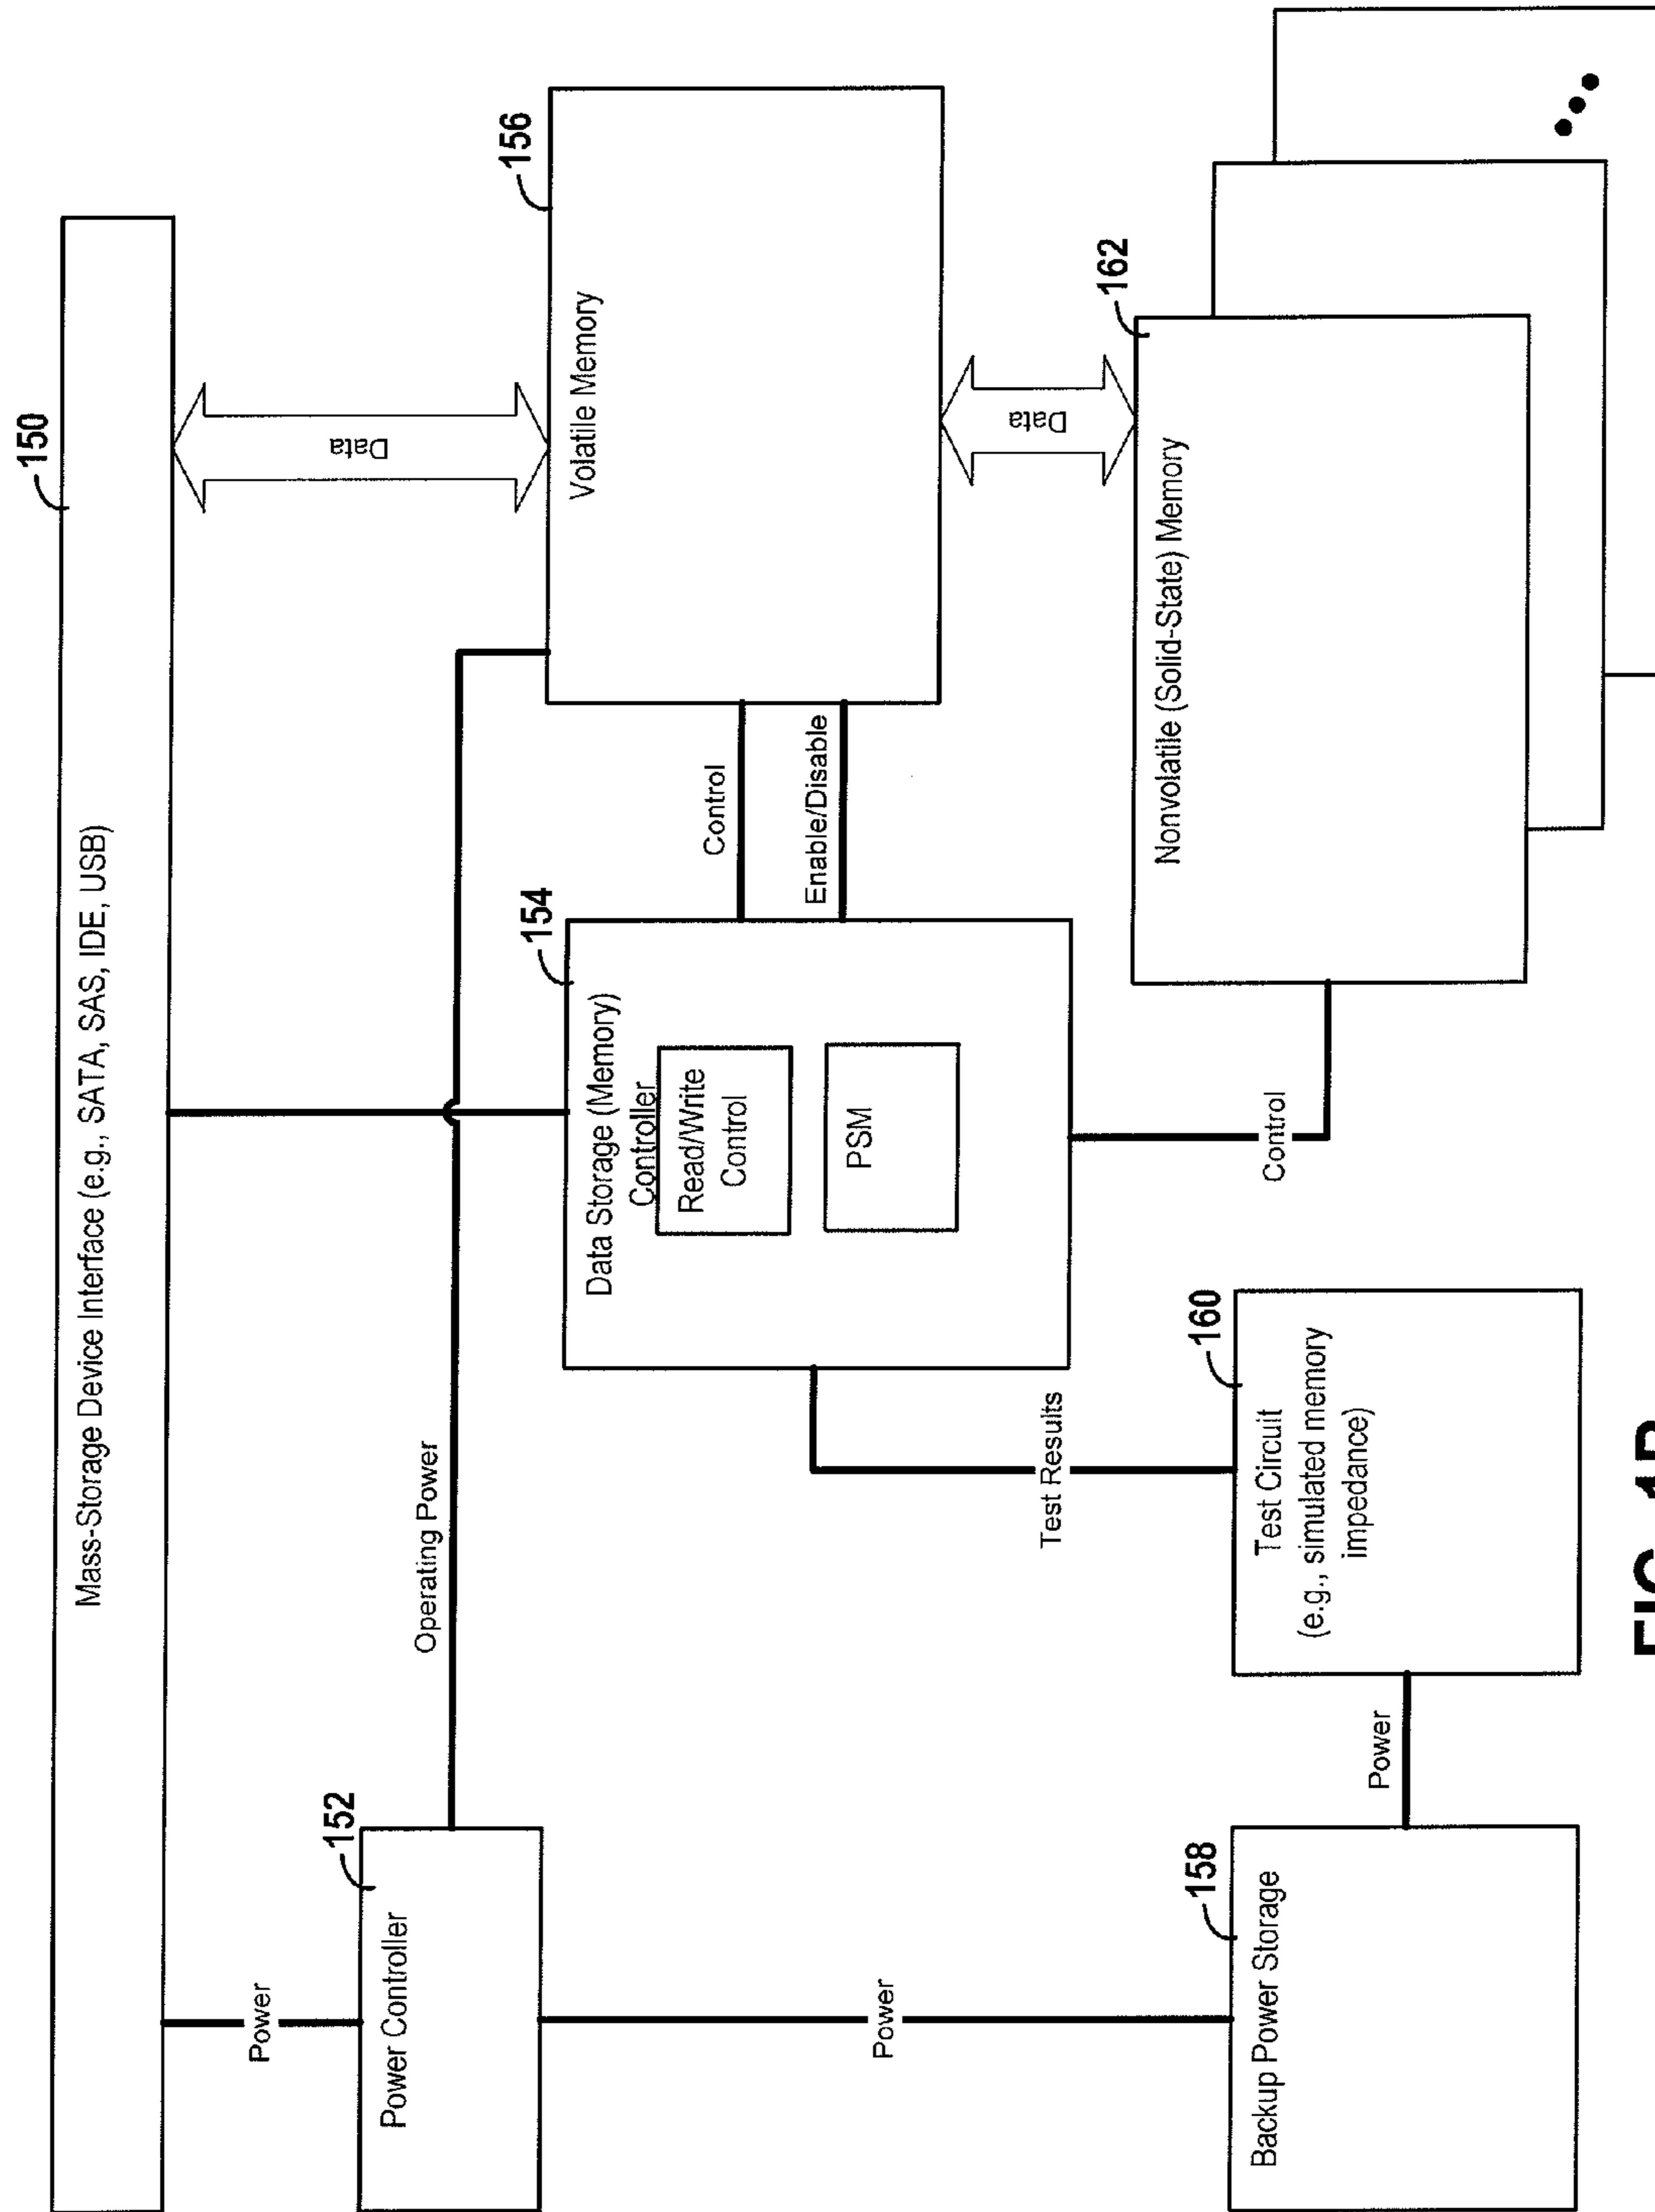 150
Mass-Storage Device Interface (e.g., SATA, SAS, IDE, USB)
Power
Data
152
Power Controller
Operating Power
154
Data Storage (Memory)
Controller
Read/Write
Control
PSM
Control
Enable/Disable
156
Volatile Memory
Power
Test Results
Control
Data
158
Backup Power Storage
Power
160
Test Circuit
(e.g., simulated memory
impedance)
162
Nonvolatile (Solid-State) Memory